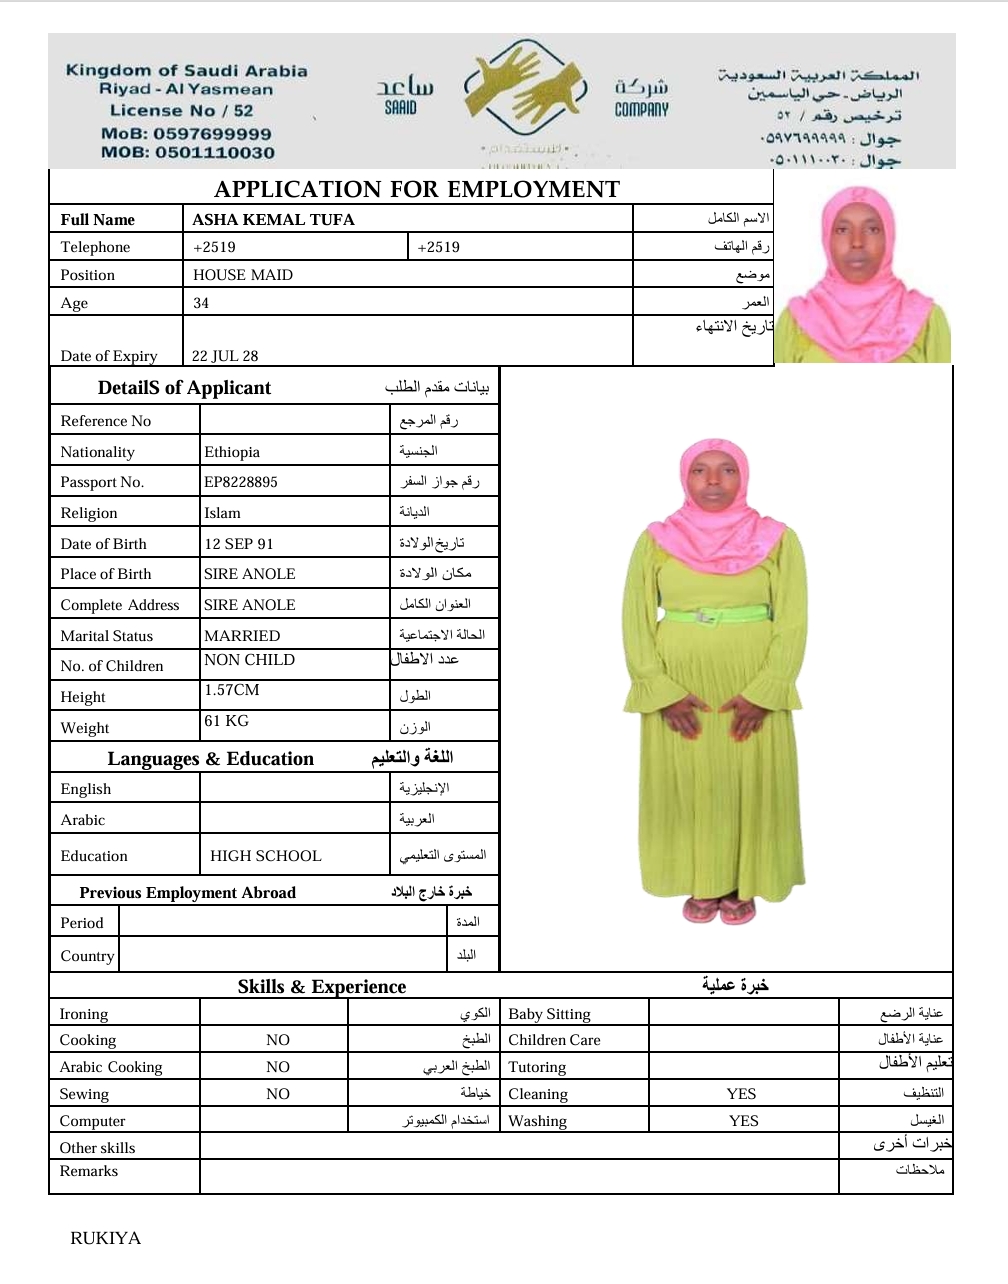 Kingdom of Saudi Arabia
Riyad - Al Yasmean
License No / 52
MoB: 0597699999
MOB: 0501110030
ساعد
SAAID
شركة
COMPANY
للإستقدام
المملكة العربية السعودية
الرياض - حي الياسمين
ترخيص رقم / ٥٢
جوال : ٠٥٩٧٦٩٩٩٩٩
جوال : ٠٥٠١١١٠٠٣٠
APPLICATION FOR EMPLOYMENT
Full Name ASHA KEMAL TUFA الاسم الكامل
Telephone +2519 +2519 رقم الهاتف
Position HOUSE MAID موضع
Age 34 العمر
Date of Expiry 22 JUL 28 تاريخ الانتهاء
DetailS of Applicant بيانات مقدم الطلب
Reference No رقم المرجع
Nationality Ethiopia الجنسية
Passport No. EP8228895 رقم جواز السفر
Religion Islam الديانة
Date of Birth 12 SEP 91 تاريخ الولادة
Place of Birth SIRE ANOLE مكان الولادة
Complete Address SIRE ANOLE العنوان الكامل
Marital Status MARRIED الحالة الاجتماعية
No. of Children NON CHILD عدد الاطفال
Height 1.57CM الطول
Weight 61 KG الوزن
Languages & Education اللغة والتعليم
English الإنجليزية
Arabic العربية
Education HIGH SCHOOL المستوى التعليمي
Previous Employment Abroad خبرة خارج البلاد
Period المدة
Country البلد
Skills & Experience خبرة عملية
Ironing الكوي Baby Sitting عناية الرضع
Cooking NO الطبخ Children Care عناية الأطفال
Arabic Cooking NO الطبخ العربي Tutoring تعليم الأطفال
Sewing NO خياطة Cleaning YES التنظيف
Computer استخدام الكمبيوتر Washing YES الغسيل
Other skills خبرات أخرى
Remarks ملاحظات
RUKIYA